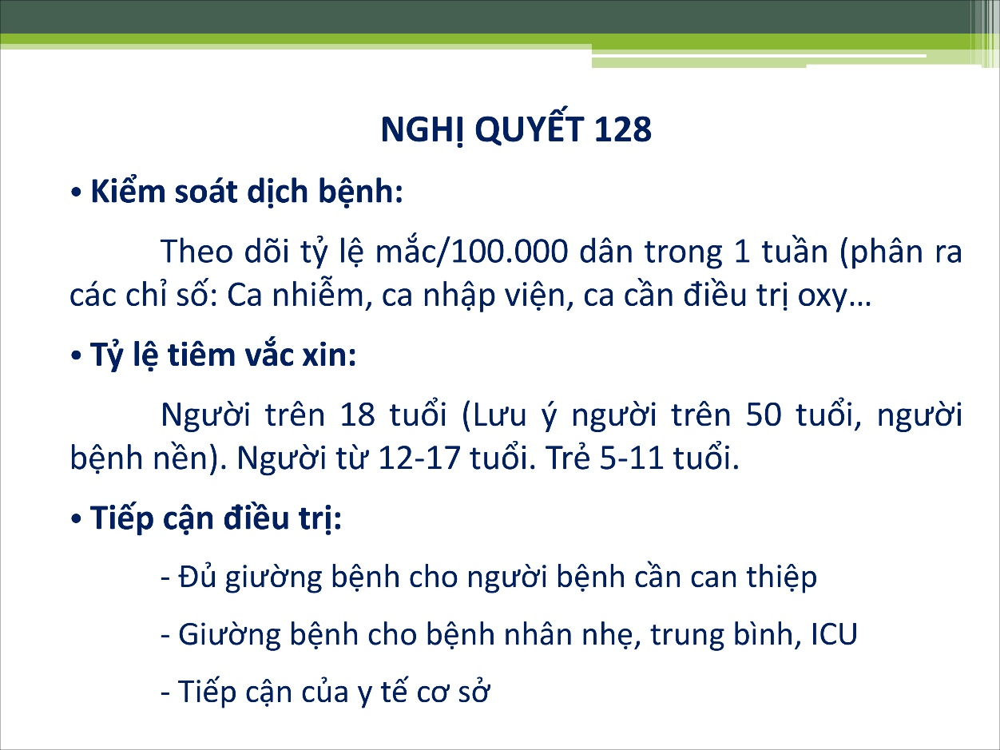 NGHỊ QUYẾT 128
• Kiểm soát dịch bệnh:
Theo dõi tỷ lệ mắc/100.000 dân trong 1 tuần (phân ra
các chỉ số: Ca nhiễm, ca nhập viện, ca cần điều trị oxy...
• Tỷ lệ tiêm vắc xin:
Người trên 18 tuổi (Lưu ý người trên 50 tuổi, người
bệnh nền). Người từ 12-17 tuổi. Trẻ 5-11 tuổi.
• Tiếp cận điều trị:
- Đủ giường bệnh cho người bệnh cần can thiệp
- Giường bệnh cho bệnh nhân nhẹ, trung bình, ICU
- Tiếp cận của y tế cơ sở